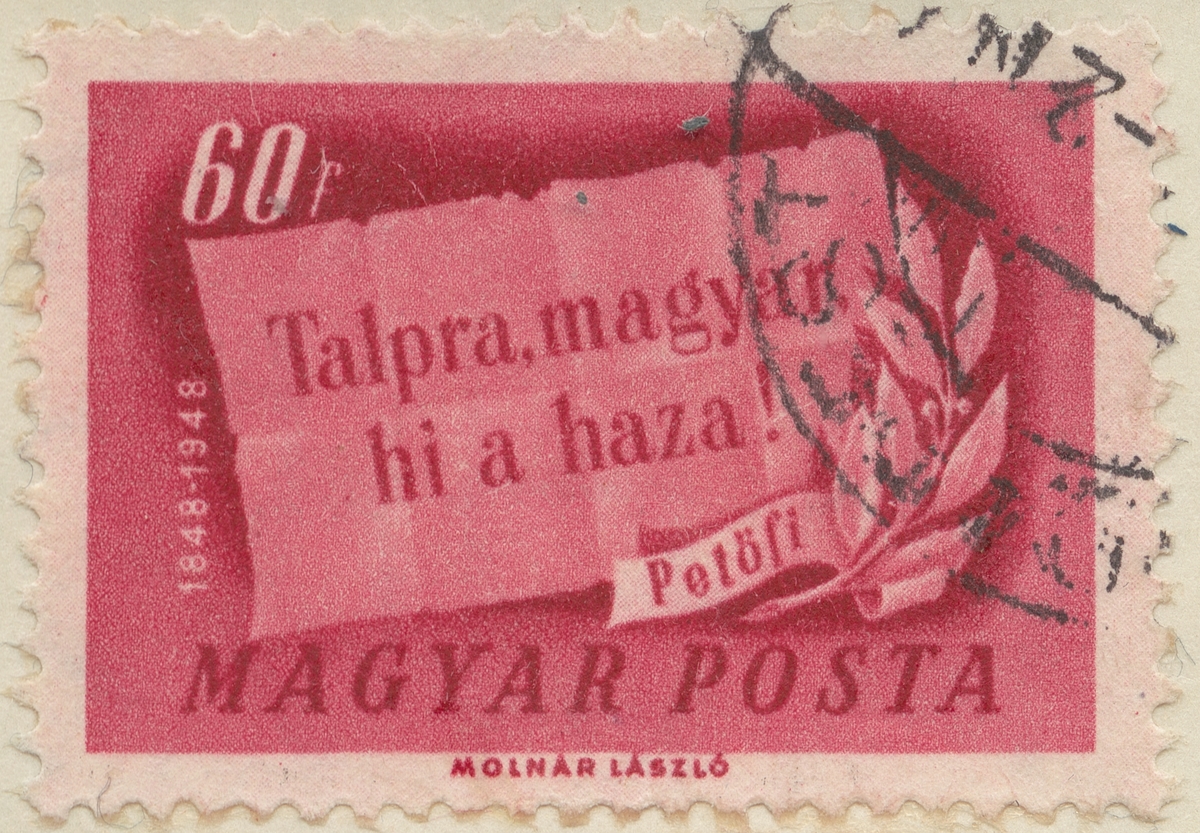 60 f
Talpra, magyar,
hi a haza!
Petőfi
1848-1948
MAGYAR POSTA
MOLNÁR LÁSZLÓ